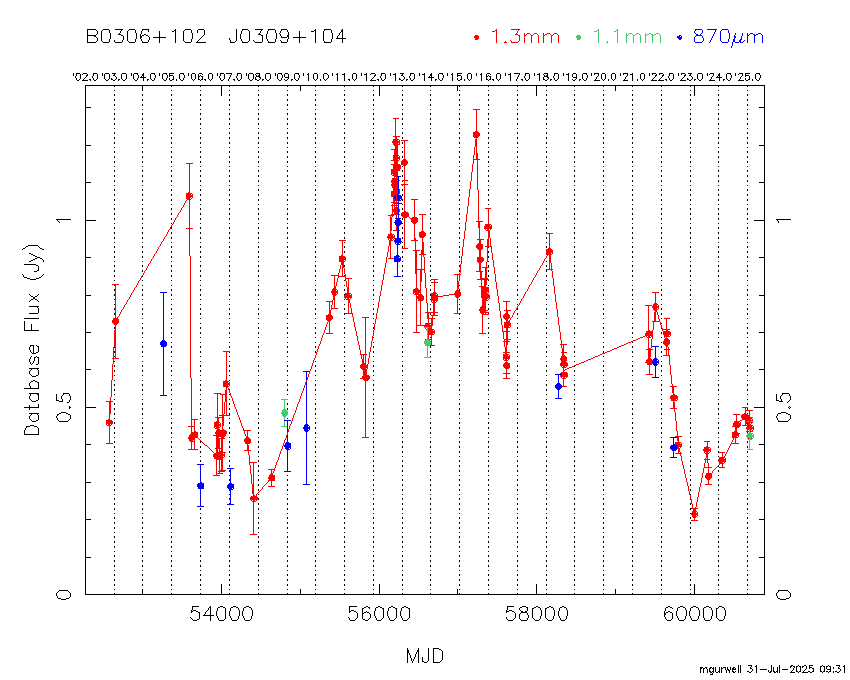 B0306+102 J0309+104 1.3mm 1.1mm 870μm
'02.0 '03.0 '04.0 '05.0 '06.0 '07.0 '08.0 '09.0 '10.0 '11.0 '12.0 '13.0 '14.0 '15.0 '16.0 '17.0 '18.0 '19.0 '20.0 '21.0 '22.0 '23.0 '24.0 '25.0
1 1
Database Flux (Jy)
0.5 0.5
0 0
54000 56000 58000 60000
MJD
mgurwell 31-Jul-2025 09:31